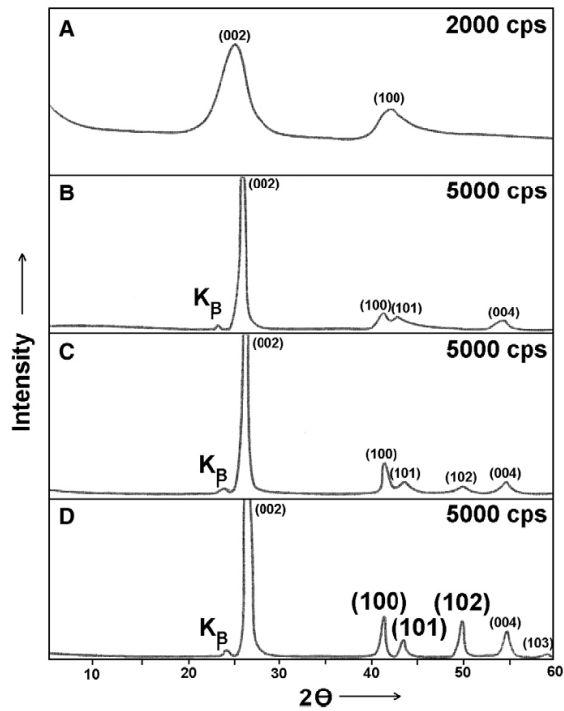 A
2000 cps
(002)
(100)
B
5000 cps
(002)
Kβ
(100)
(101)
(004)
C
5000 cps
(002)
Kβ
(100)
(101)
(102)
(004)
D
5000 cps
(002)
Kβ
(100)
(101)
(102)
(004)
(103)
Intensity
10 20 30 40 50 60
2Θ